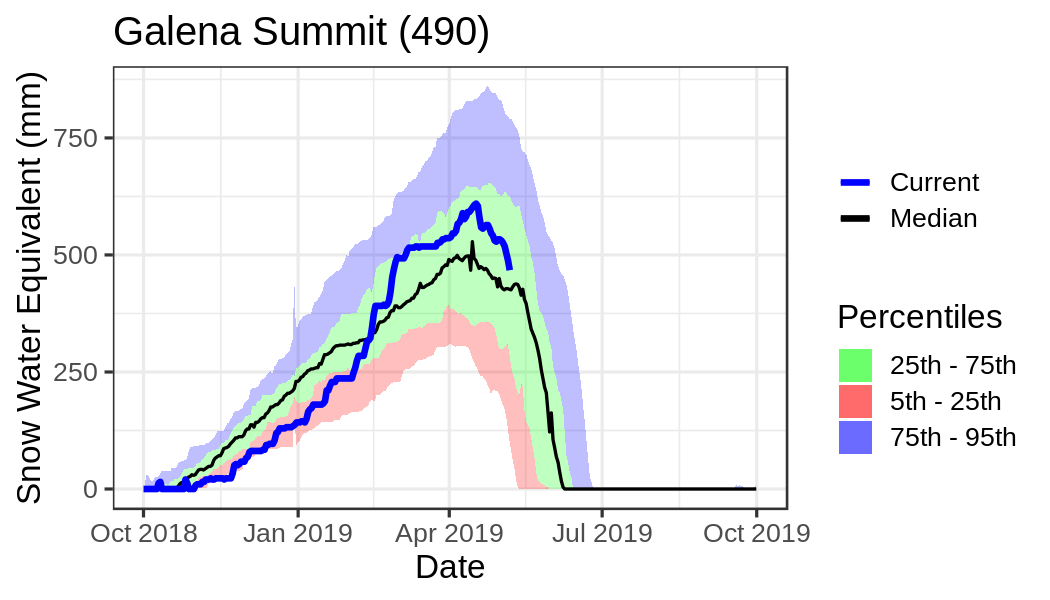 Galena Summit (490)
Snow Water Equivalent (mm)
750
500
250
0
Oct 2018
Jan 2019
Apr 2019
Jul 2019
Oct 2019
Date
Current
Median
Percentiles
25th - 75th
5th - 25th
75th - 95th